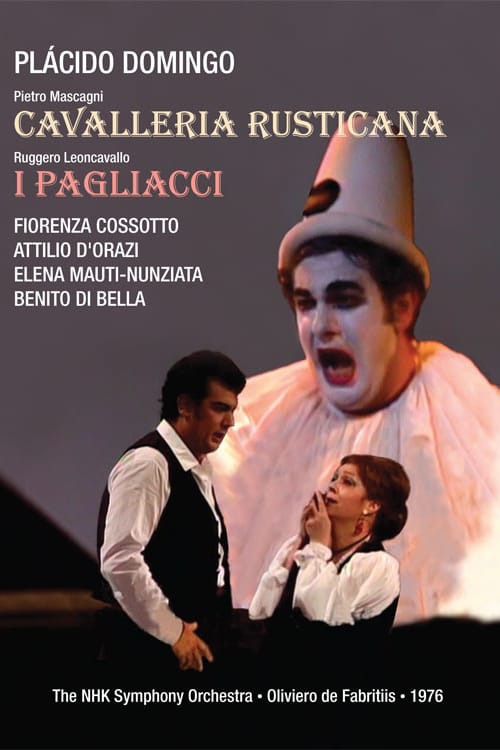 PLÁCIDO DOMINGO
Pietro Mascagni
CAVALLERIA RUSTICANA
Ruggero Leoncavallo
I PAGLIACCI
FIORENZA COSSOTTO
ATTILIO D'ORAZI
ELENA MAUTI-NUNZIATA
BENITO DI BELLA
The NHK Symphony Orchestra • Oliviero de Fabritiis • 1976